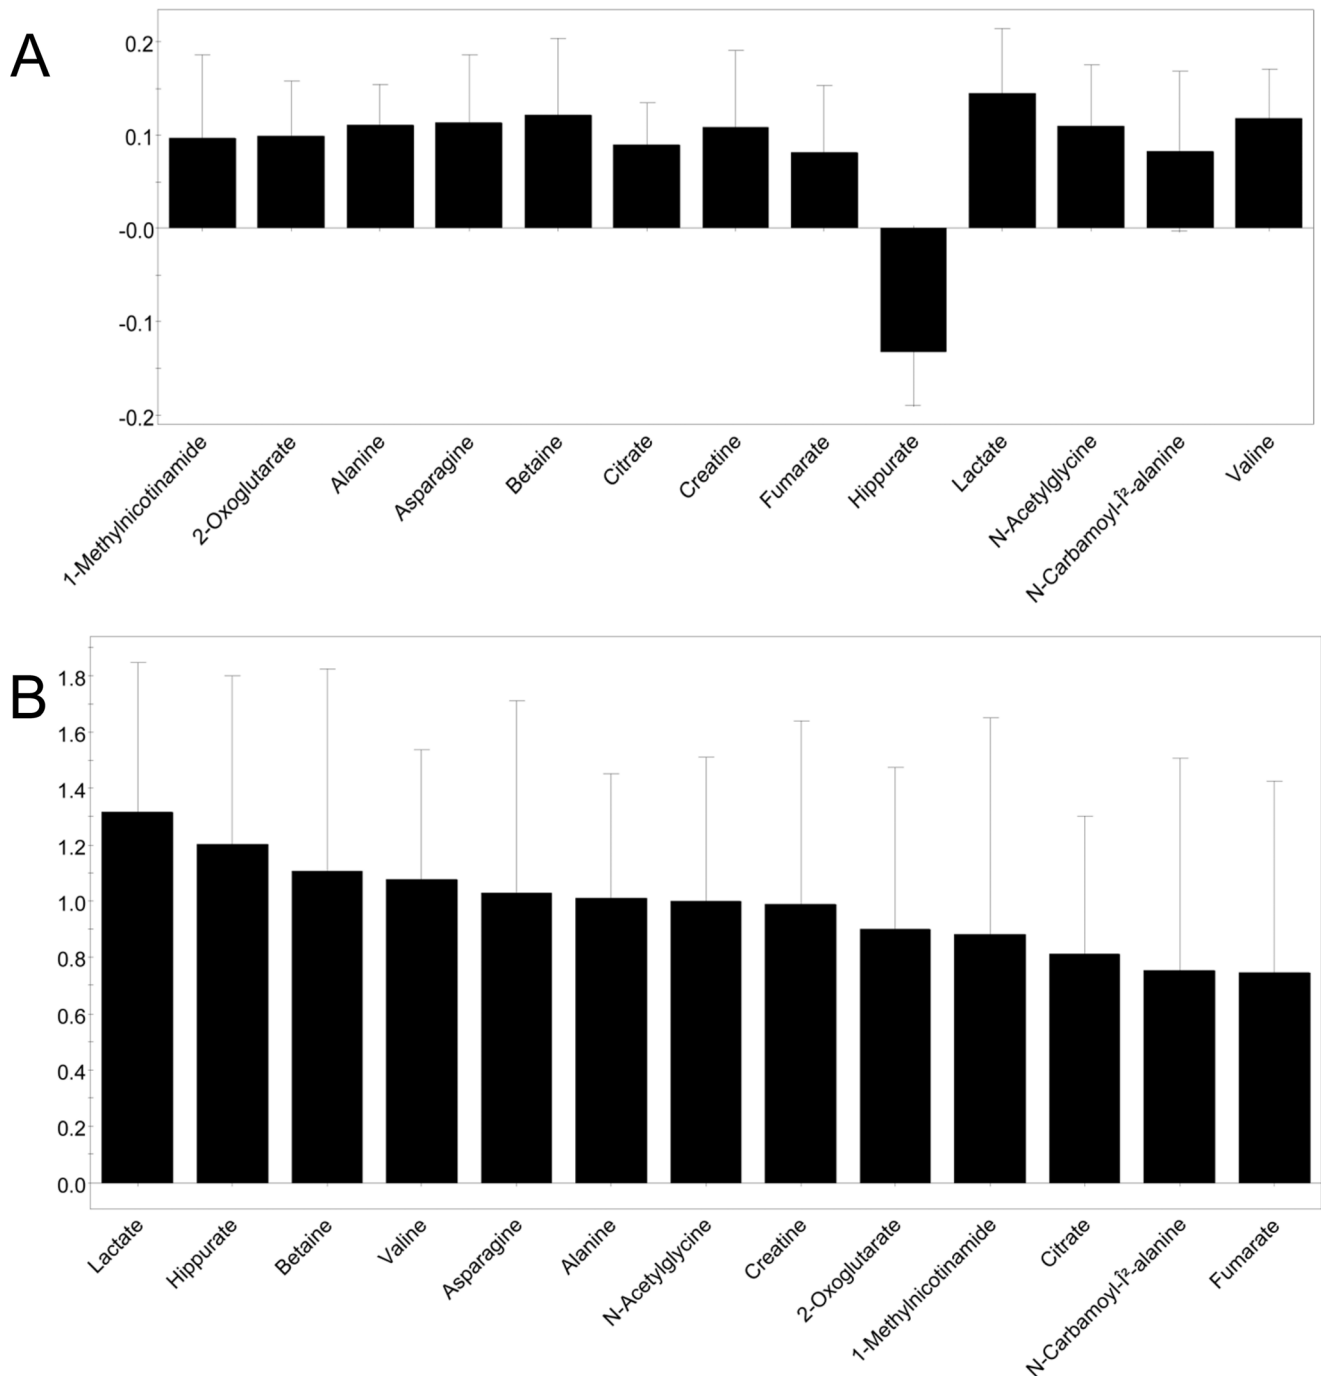 A
0.2
0.1
-0.0
-0.1
-0.2
1-Methylnicotinamide
2-Oxoglutarate
Alanine
Asparagine
Betaine
Citrate
Creatine
Fumarate
Hippurate
Lactate
N-Acetylglycine
N-Carbamoyl-Î²-alanine
Valine
B
1.8
1.6
1.4
1.2
1.0
0.8
0.6
0.4
0.2
0.0
Lactate
Hippurate
Betaine
Valine
Asparagine
Alanine
N-Acetylglycine
Creatine
2-Oxoglutarate
1-Methylnicotinamide
Citrate
N-Carbamoyl-Î²-alanine
Fumarate